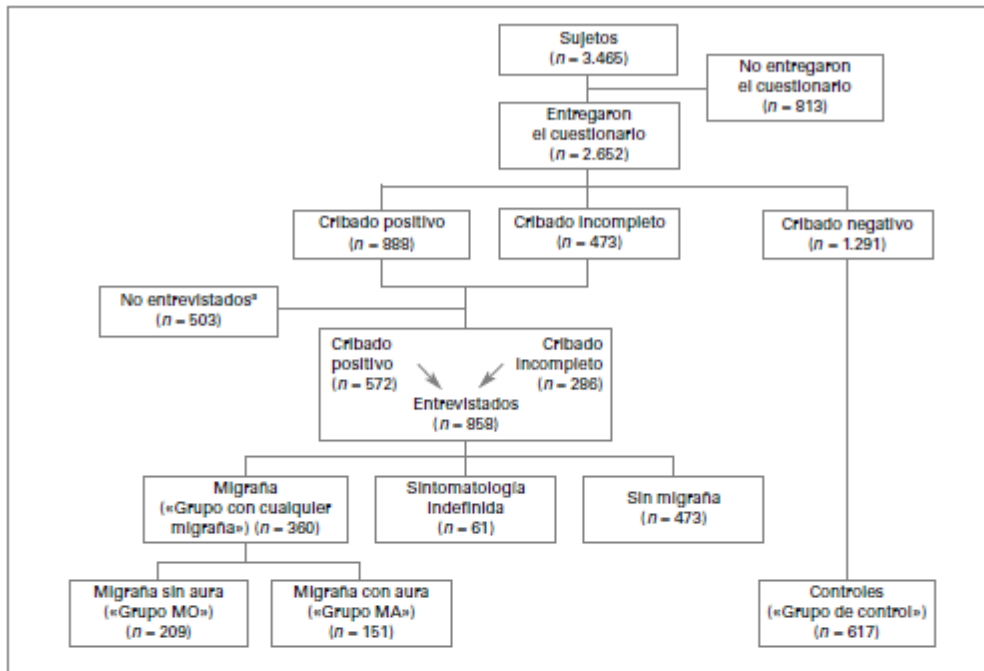 Sujetos
(n = 3.465)
No entregaron
el cuestionario
(n = 813)
Entregaron
el cuestionario
(n = 2.652)
Cribado positivo
(n = 888)
Cribado incompleto
(n = 473)
Cribado negativo
(n = 1.291)
No entrevistadosª
(n = 503)
Cribado
positivo
(n = 572)
Cribado
incompleto
(n = 286)
Entrevistados
(n = 858)
Migraña
(«Grupo con cualquier
migraña») (n = 360)
Sintomatología
indefinida
(n = 61)
Sin migraña
(n = 473)
Migraña sin aura
(«Grupo MO»)
(n = 209)
Migraña con aura
(«Grupo MA»)
(n = 151)
Controles
(«Grupo de control»)
(n = 617)